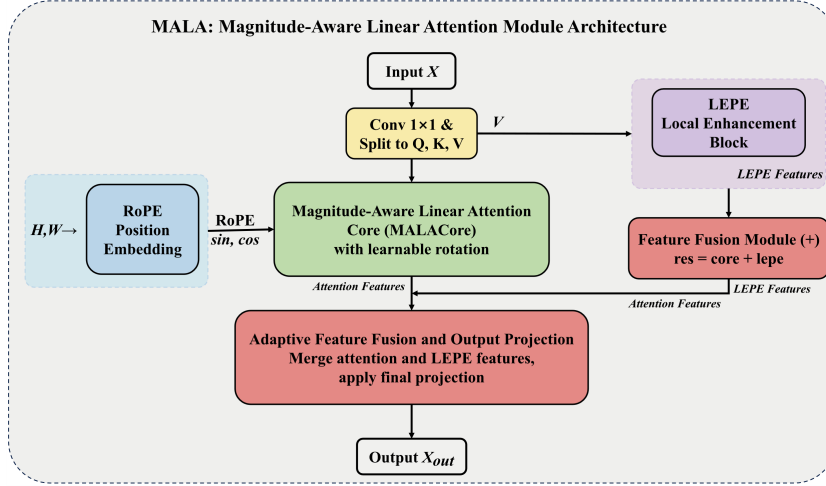 MALA: Magnitude-Aware Linear Attention Module Architecture
Input X
Conv 1×1 &
Split to Q, K, V
V
LEPE
Local Enhancement
Block
LEPE Features
H,W→
RoPE
Position
Embedding
RoPE
sin, cos
Magnitude-Aware Linear Attention
Core (MALACore)
with learnable rotation
Feature Fusion Module (+)
res = core + lepe
Attention Features
LEPE Features
Attention Features
Adaptive Feature Fusion and Output Projection
Merge attention and LEPE features,
apply final projection
Output Xout